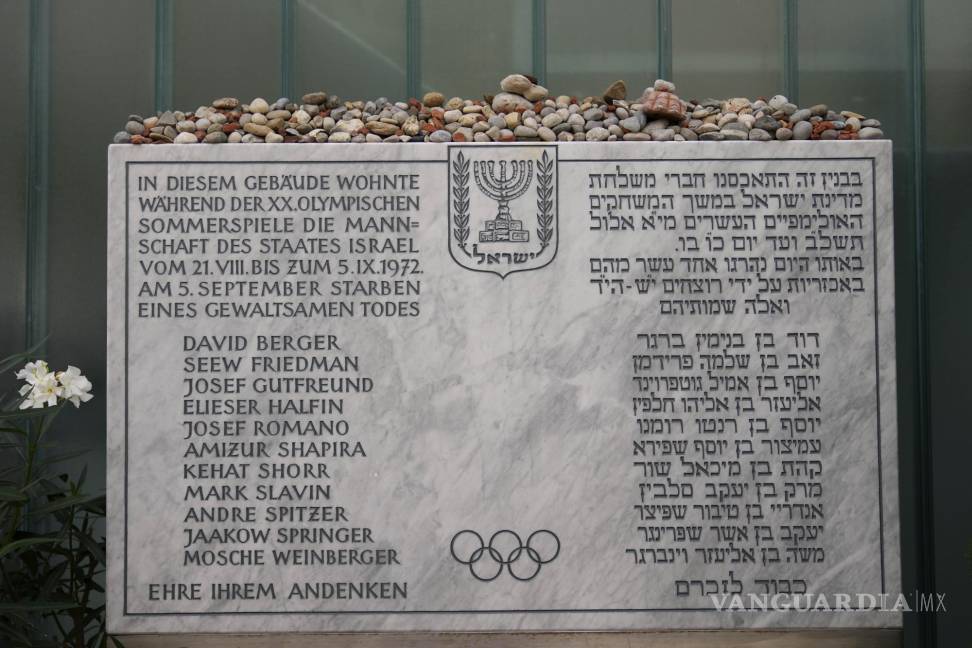 IN DIESEM GEBÄUDE WOHNTE
WÄHREND DER XX.OLYMPISCHEN
SOMMERSPIELE DIE MANN=
SCHAFT DES STAATES ISRAEL
VOM 21.VIII.BIS ZUM 5.IX.1972.
AM 5.SEPTEMBER STARBEN
EINES GEWALTSAMEN TODES
DAVID BERGER
SEEW FRIEDMAN
JOSEF GUTFREUND
ELIESER HALFIN
JOSEF ROMANO
AMIZUR SHAPIRA
KEHAT SHORR
MARK SLAVIN
ANDRE SPITZER
JAAKOW SPRINGER
MOSCHE WEINBERGER
EHRE IHREM ANDENKEN
ישראל
בבנין זה התאכסנו חברי משלחת
מדינת ישראל במשך המשחקים
האולימפיים העשרים מי״א אלול
תשל״ב ועד יום כ״ו בו.
באותו היום נהרגו אחד עשר מהם
באכזריות על ידי רוצחים יש״ו-הי״ד
ואלה שמותיהם
דוד בן בנימין ברגר
זאב בן שלמה פרידמן
יוסף בן אמיל גוטפרוינד
אליעזר בן אליהו חלפין
יוסף בן רנטו רומנו
עמיצור בן יוסף שפירא
קהת בן מיכאל שור
מרק בן יעקב סלבין
אנדריי בן טיבור שפיצר
יעקב בן אשר שפרינגר
משה בן אליעזר וינברגר
כבוד לזכרם
VANGUARDIA|MX